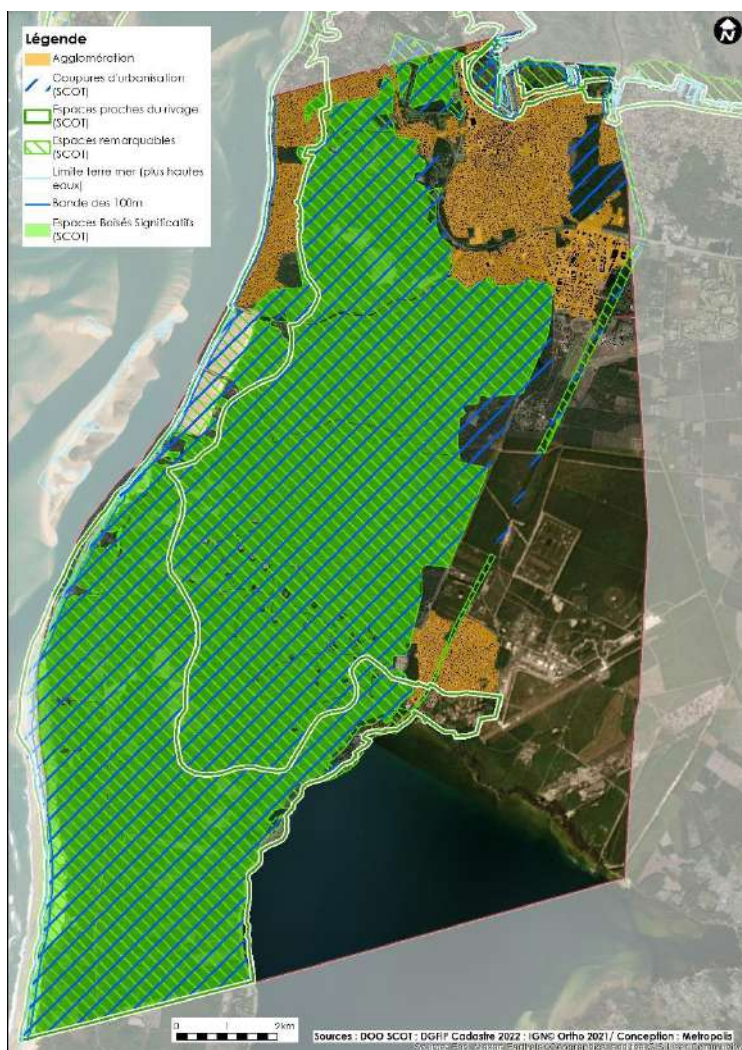 N
Légende
Agglomération
Coupures d'urbanisation
(SCOT)
Espaces proches du rivage
(SCOT)
Espaces remarquables
(SCOT)
Limite terre mer (plus hautes
eaux)
Bande des 100m
Espaces Boisés Significatifs
(SCOT)
0 1 2km
Sources : DOO SCOT ; DGFIP Cadastre 2022 ; IGN© Ortho 2021/ Conception : Metropolis